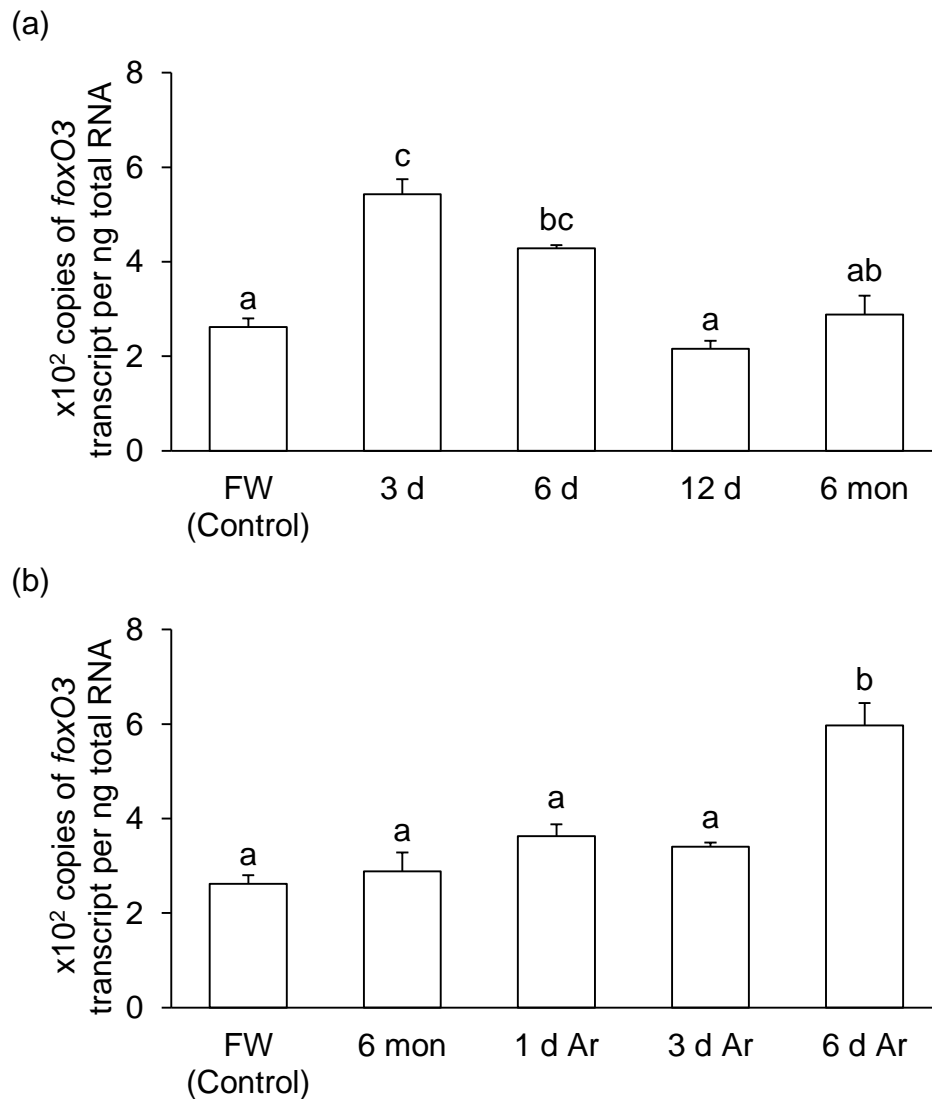 (a)
x10² copies of foxO3
transcript per ng total RNA
8
6
4
2
0
a
c
bc
a
ab
FW
(Control)
3 d
6 d
12 d
6 mon
(b)
x10² copies of foxO3
transcript per ng total RNA
8
6
4
2
0
a
a
a
a
b
FW
(Control)
6 mon
1 d Ar
3 d Ar
6 d Ar